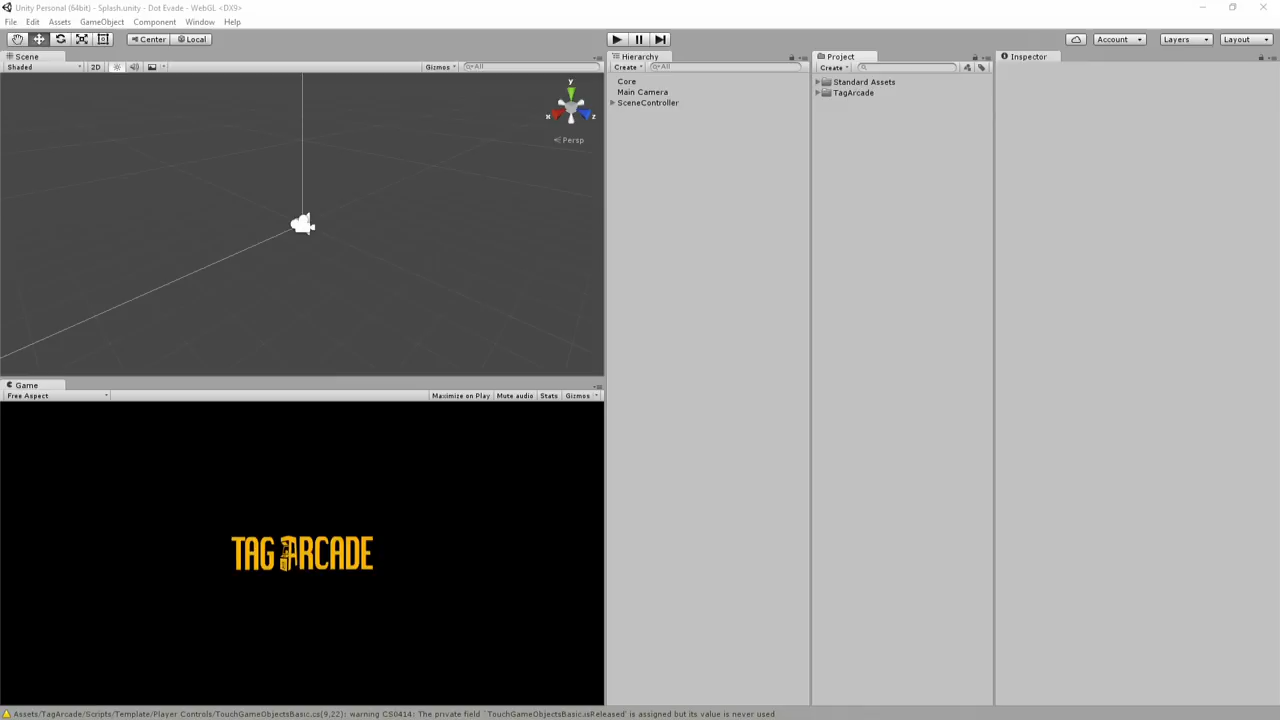 Unity Personal (64bit) - Splash.unity - Dot Evade - WebGL <DX9>
File Edit Assets GameObject Component Window Help
Center Local Account Layers Layout
Scene
Shaded 2D Gizmos All
y
x z
Persp
Game
Free Aspect Maximize on Play Mute audio Stats Gizmos
TAG ARCADE
Hierarchy
Create All
Core
Main Camera
SceneController
Project
Create
Standard Assets
TagArcade
Inspector
Assets/TagArcade/Scripts/Template/Player Controls/TouchGameObjectsBasic.cs(9,22): warning CS0414: The private field `TouchGameObjectsBasic.isReleased' is assigned but its value is never used